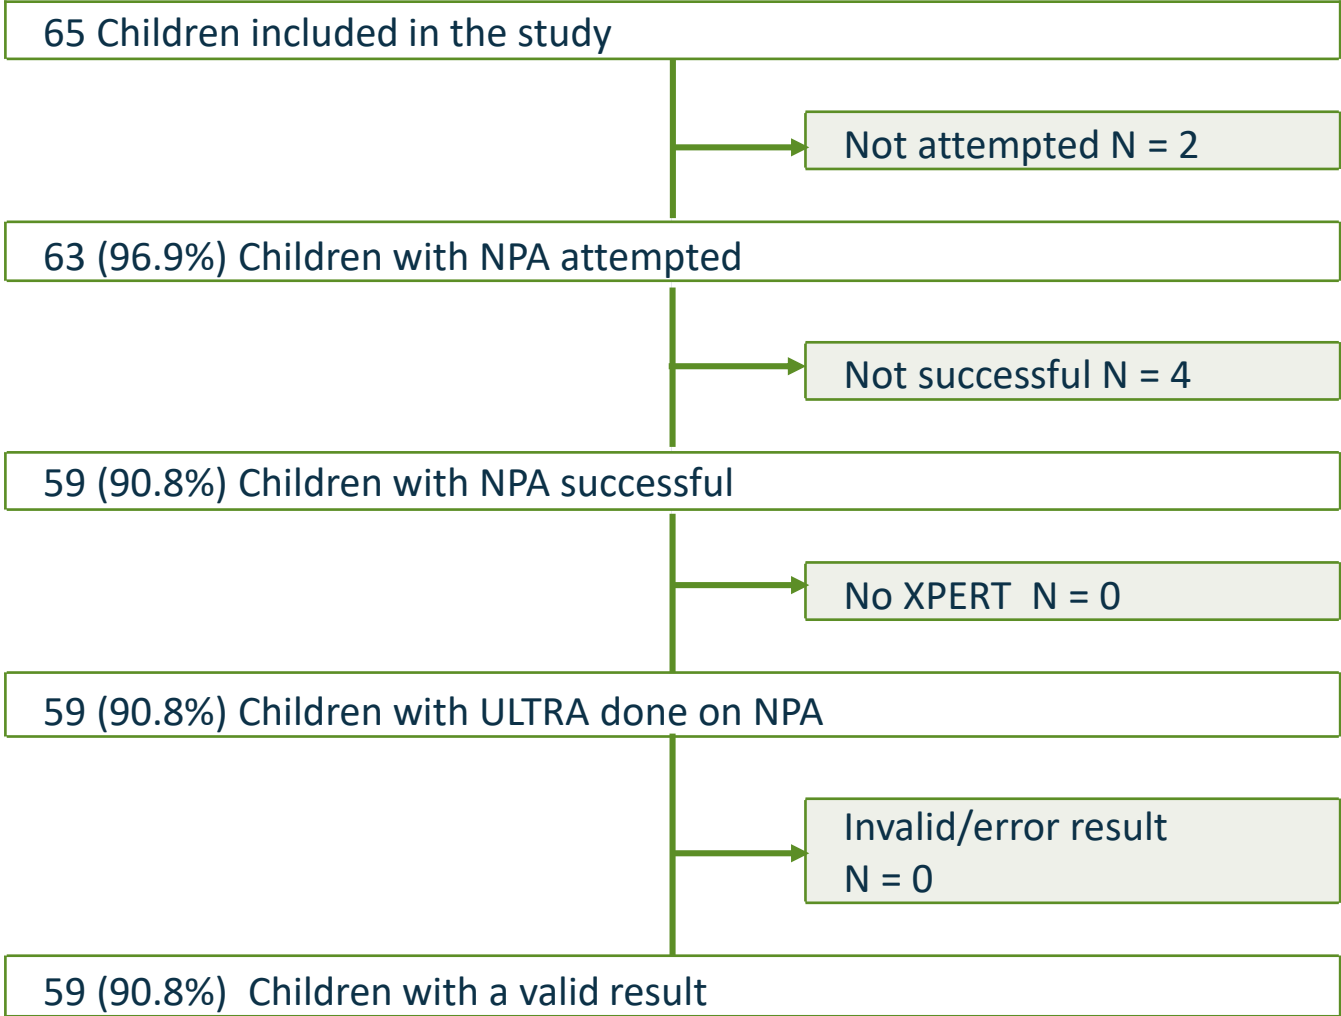 65 Children included in the study
Not attempted N = 2
63 (96.9%) Children with NPA attempted
Not successful N = 4
59 (90.8%) Children with NPA successful
No XPERT  N = 0
59 (90.8%) Children with ULTRA done on NPA
Invalid/error result
N = 0
59 (90.8%)  Children with a valid result